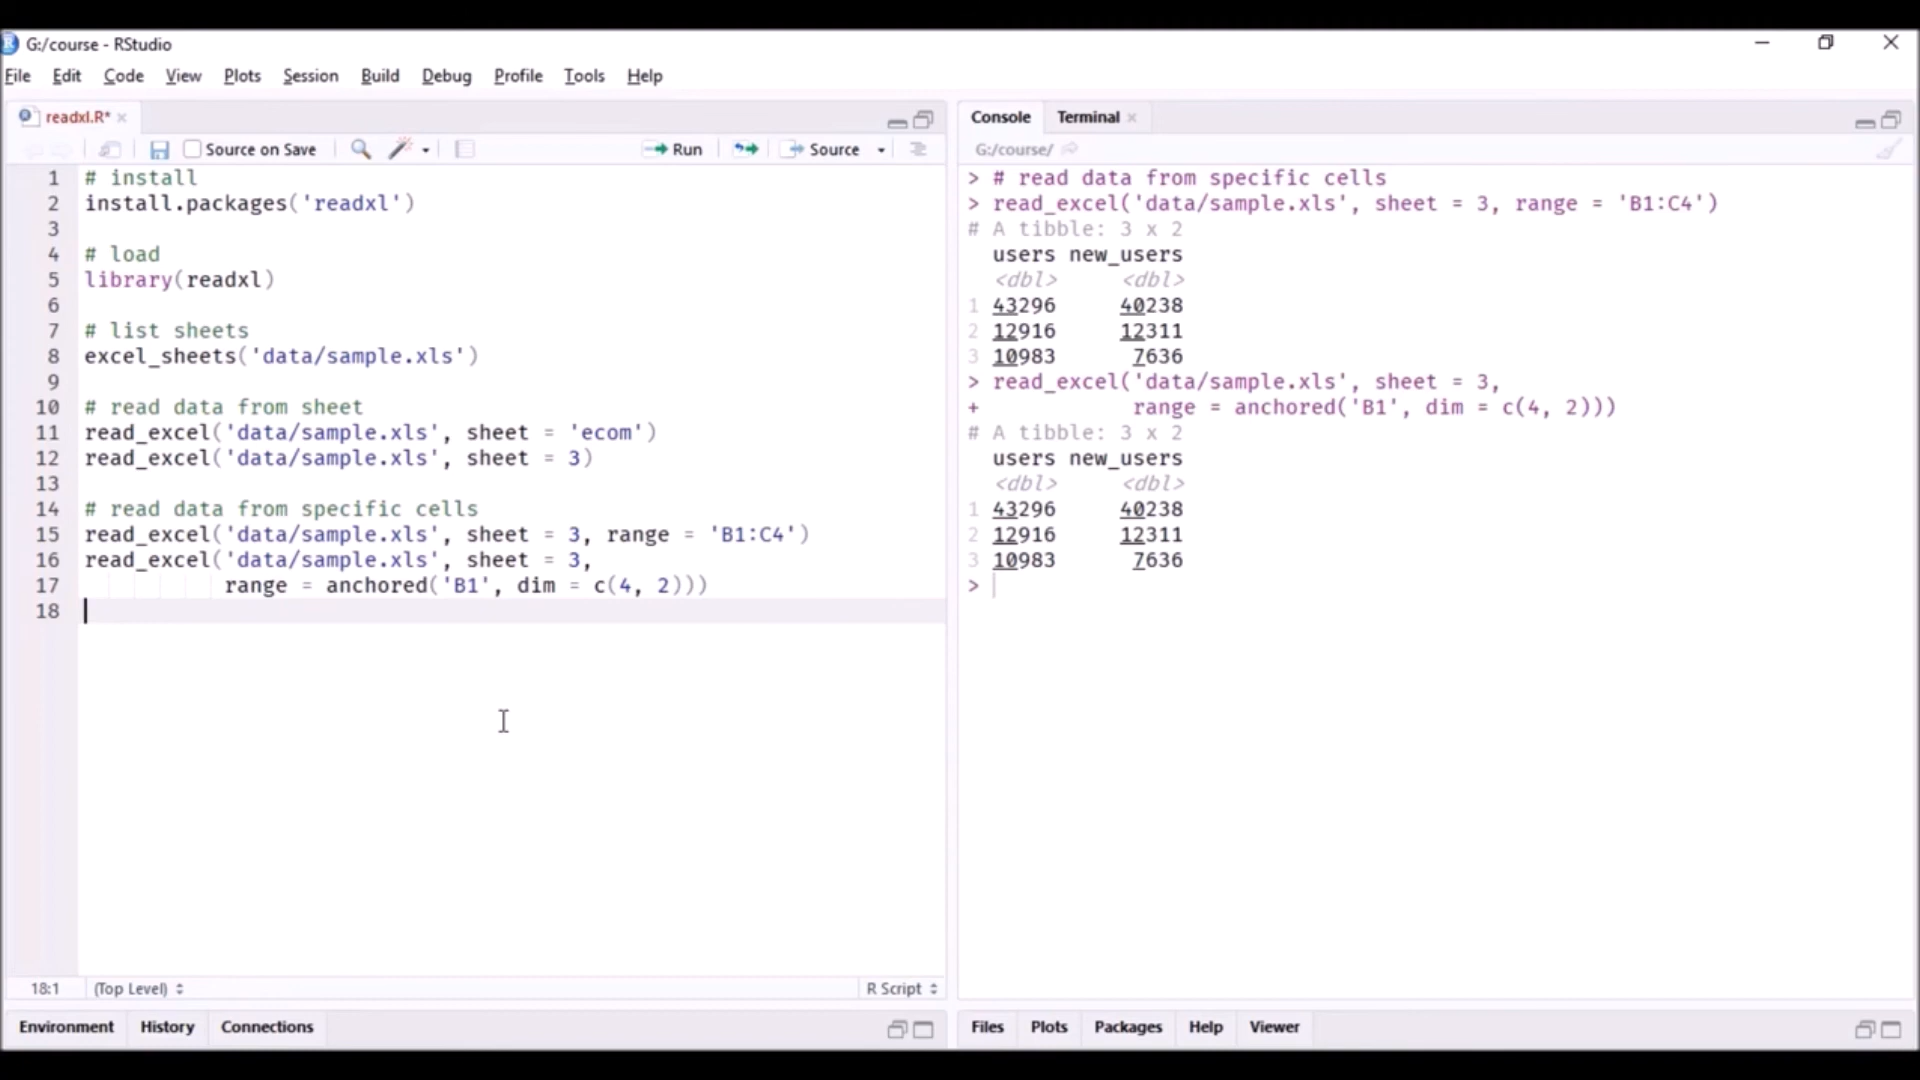 G:/course - RStudio
File Edit Code View Plots Session Build Debug Profile Tools Help
readxl.R*
Source on Save
Run
Source
1 # install
2 install.packages('readxl')
3
4 # load
5 library(readxl)
6
7 # list sheets
8 excel_sheets('data/sample.xls')
9
10 # read data from sheet
11 read_excel('data/sample.xls', sheet = 'ecom')
12 read_excel('data/sample.xls', sheet = 3)
13
14 # read data from specific cells
15 read_excel('data/sample.xls', sheet = 3, range = 'B1:C4')
16 read_excel('data/sample.xls', sheet = 3,
17            range = anchored('B1', dim = c(4, 2)))
18
18:1 (Top Level) R Script
Environment History Connections
Console Terminal
G:/course/
> # read data from specific cells
> read_excel('data/sample.xls', sheet = 3, range = 'B1:C4')
# A tibble: 3 x 2
  users new_users
  <dbl>     <dbl>
1 43296     40238
2 12916     12311
3 10983      7636
> read_excel('data/sample.xls', sheet = 3,
+            range = anchored('B1', dim = c(4, 2)))
# A tibble: 3 x 2
  users new_users
  <dbl>     <dbl>
1 43296     40238
2 12916     12311
3 10983      7636
>
Files Plots Packages Help Viewer